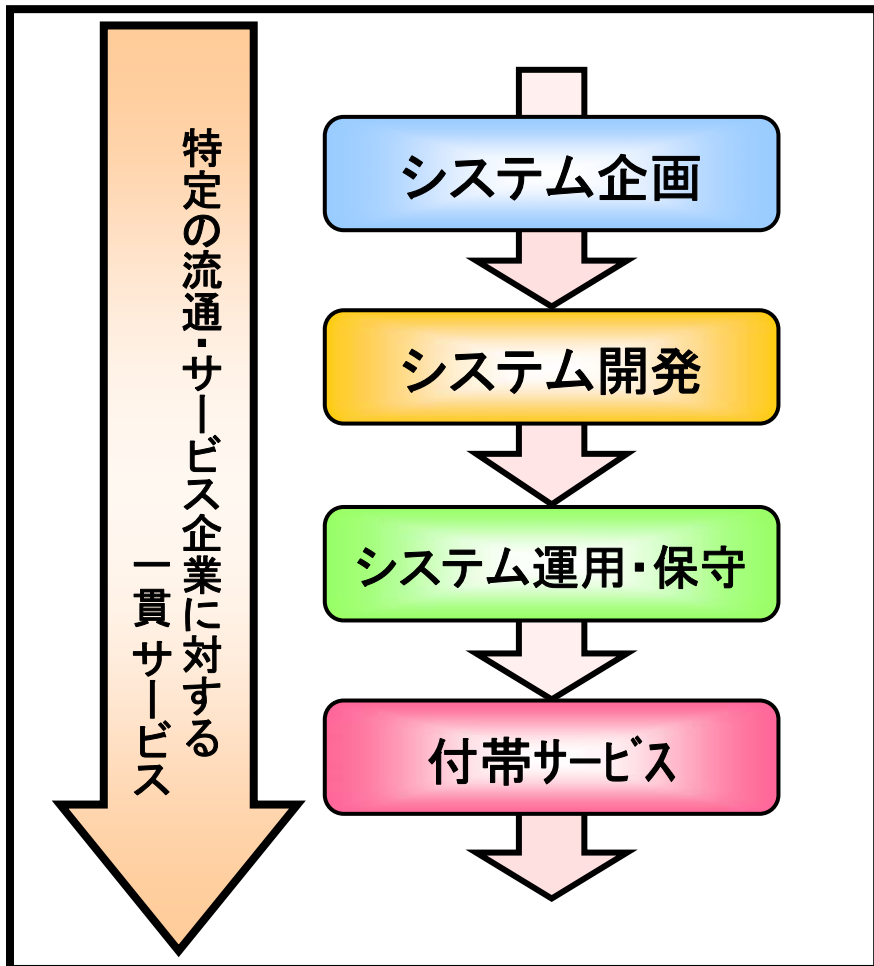 特定の流通・サービス企業に対する
一貫サービス
システム企画
システム開発
システム運用・保守
付帯サービス